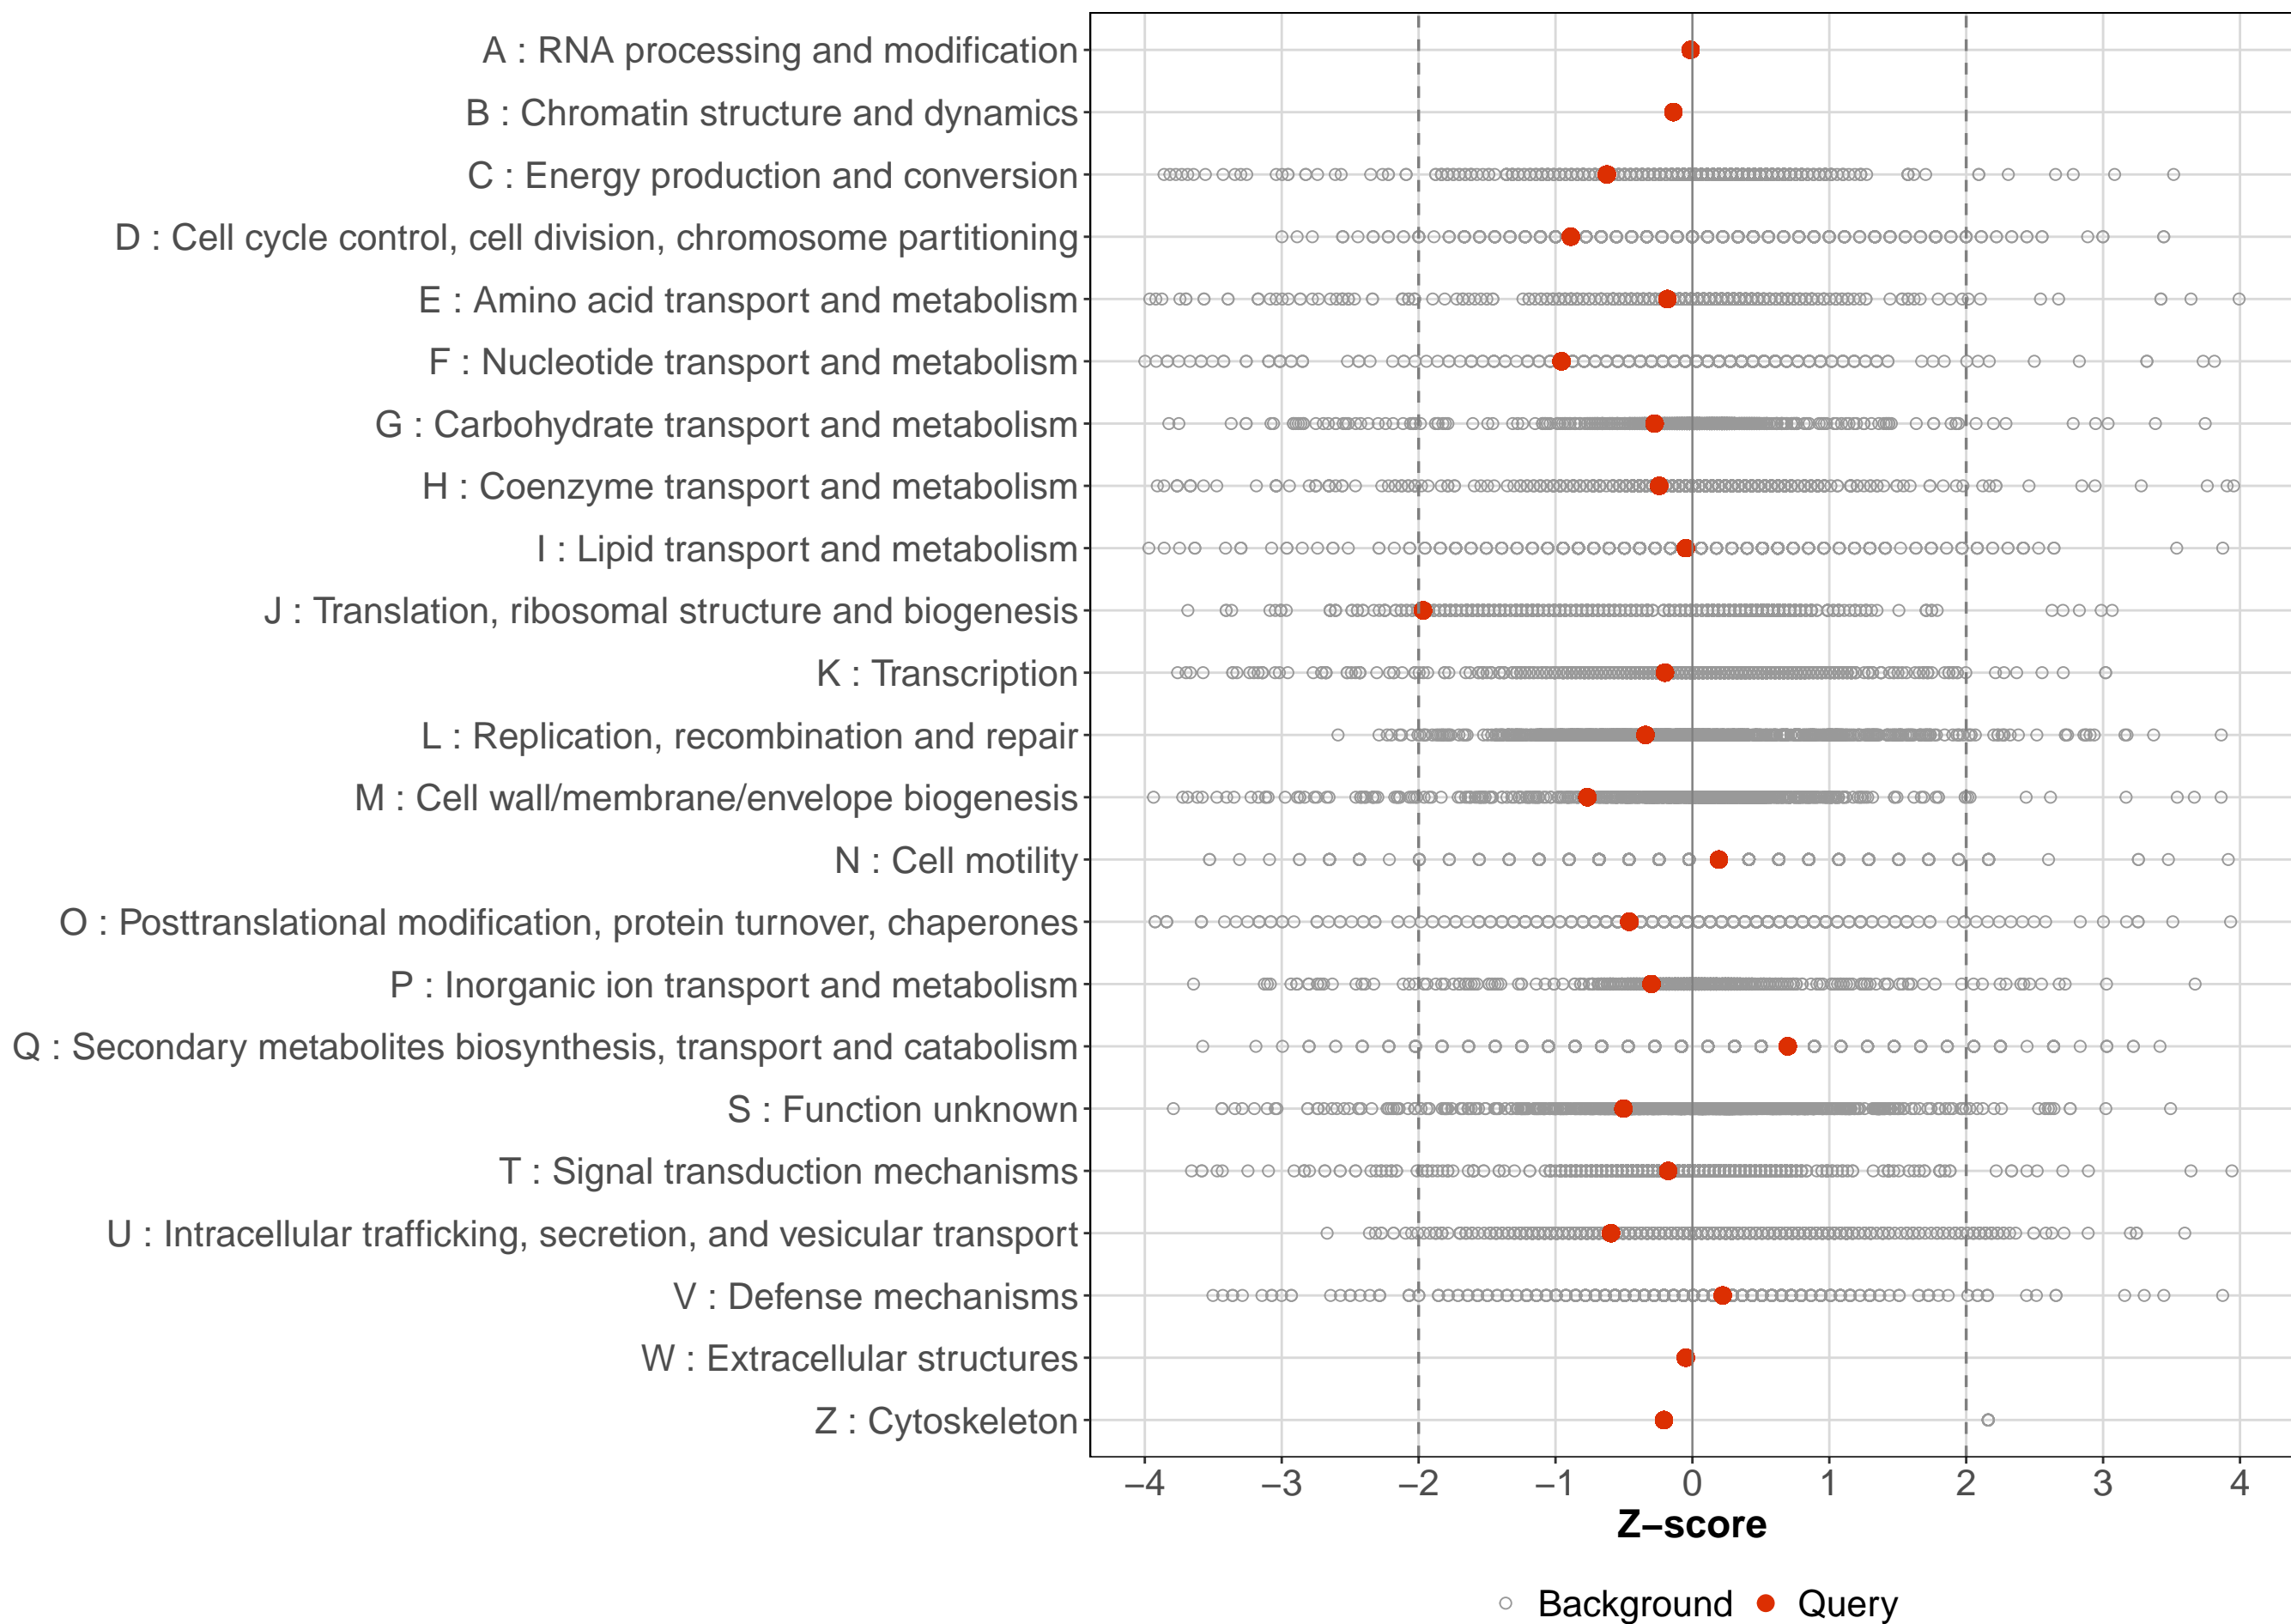 A : RNA processing and modification
B : Chromatin structure and dynamics
C : Energy production and conversion
D : Cell cycle control, cell division, chromosome partitioning
E : Amino acid transport and metabolism
F : Nucleotide transport and metabolism
G : Carbohydrate transport and metabolism
H : Coenzyme transport and metabolism
I : Lipid transport and metabolism
J : Translation, ribosomal structure and biogenesis
K : Transcription
L : Replication, recombination and repair
M : Cell wall/membrane/envelope biogenesis
N : Cell motility
O : Posttranslational modification, protein turnover, chaperones
P : Inorganic ion transport and metabolism
Q : Secondary metabolites biosynthesis, transport and catabolism
S : Function unknown
T : Signal transduction mechanisms
U : Intracellular trafficking, secretion, and vesicular transport
V : Defense mechanisms
W : Extracellular structures
Z : Cytoskeleton
−4 −3 −2 −1 0 1 2 3 4
Z−score
Background Query